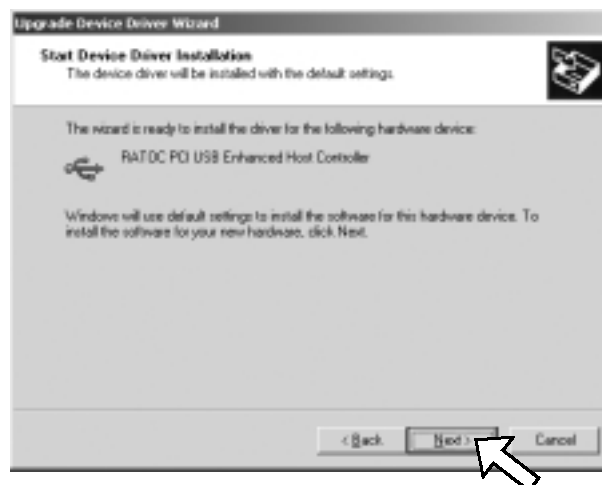 Upgrade Device Driver Wizard
Start Device Driver Installation
The device driver will be installed with the default settings.
The wizard is ready to install the driver for the following hardware device:
RATOC PCI USB Enhanced Host Controller
Windows will use default settings to install the software for this hardware device. To
install the software for your new hardware, click Next.
< Back
Next >
Cancel